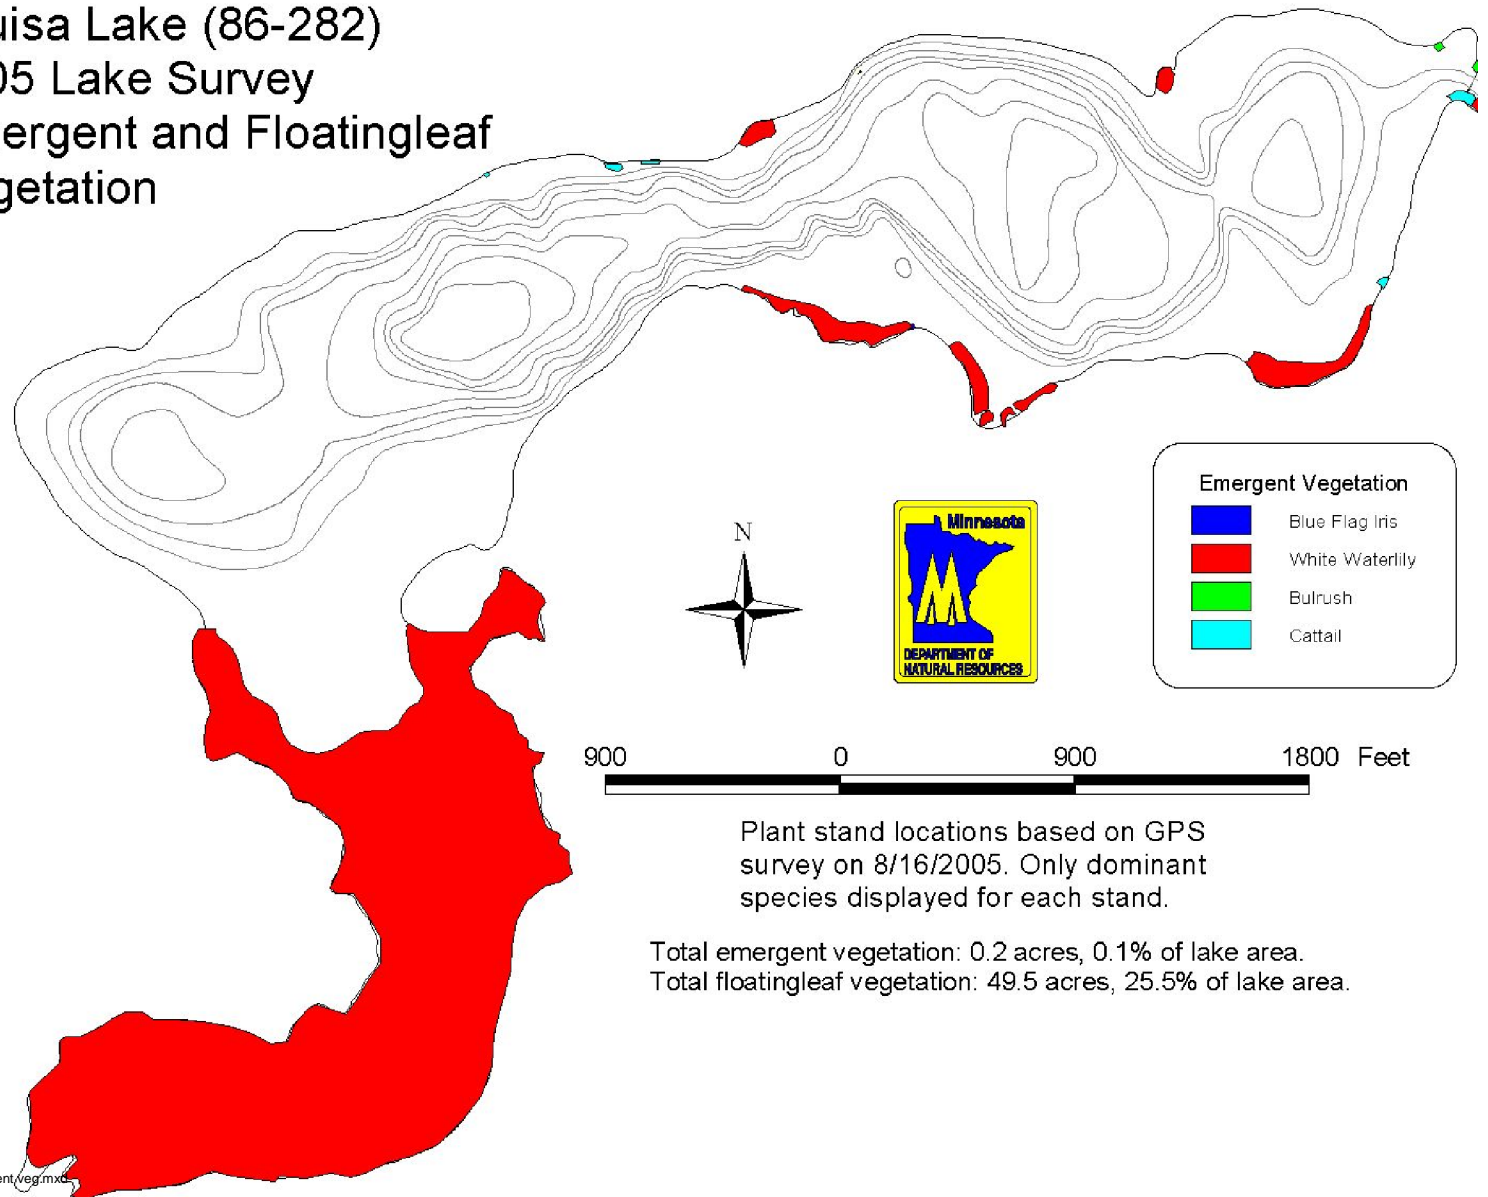 uisa Lake (86-282)
05 Lake Survey
ergent and Floatingleaf
getation
Emergent Vegetation
Blue Flag Iris
White Waterlily
Bulrush
Cattail
N
Minnesota
M
DEPARTMENT OF
NATURAL RESOURCES
900 0 900 1800 Feet
Plant stand locations based on GPS
survey on 8/16/2005. Only dominant
species displayed for each stand.
Total emergent vegetation: 0.2 acres, 0.1% of lake area.
Total floatingleaf vegetation: 49.5 acres, 25.5% of lake area.
ent veg.mxd